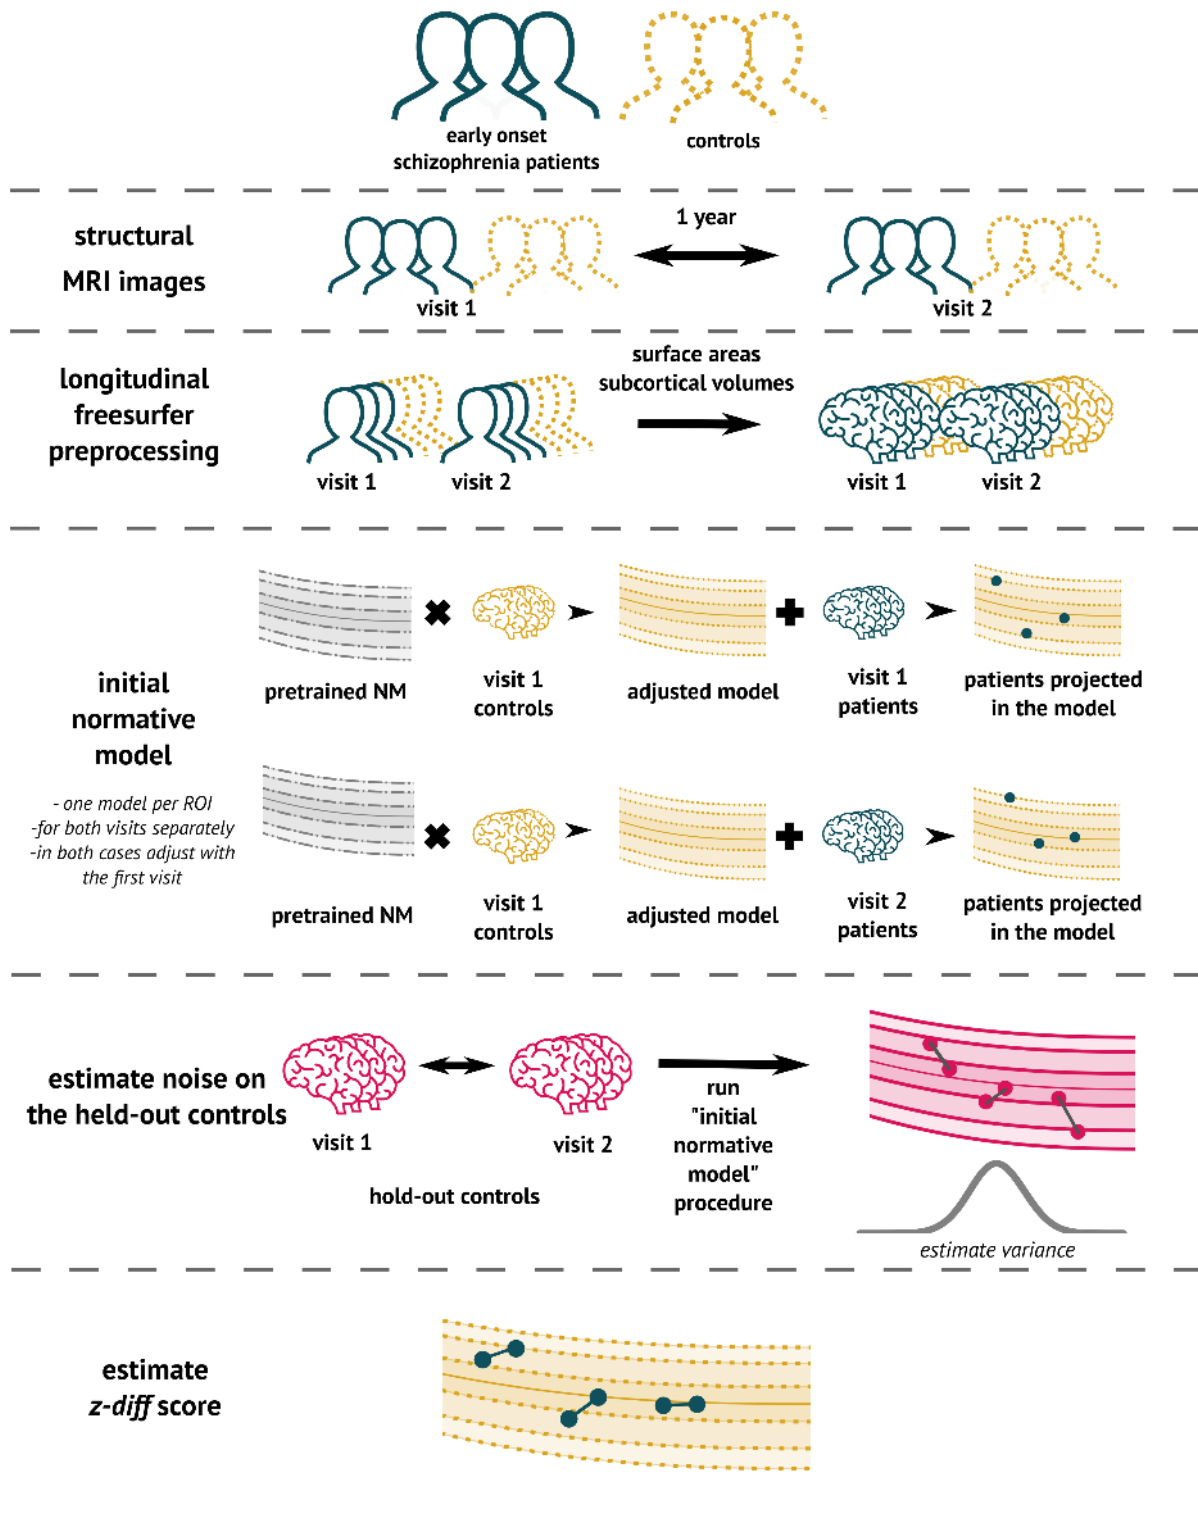 early onset
schizophrenia patients
controls
structural
MRI images
1 year
visit 1
visit 2
longitudinal
freesurfer
preprocessing
surface areas
subcortical volumes
visit 1
visit 2
visit 1
visit 2
initial
normative
model
- one model per ROI
-for both visits separately
-in both cases adjust with
the first visit
pretrained NM
visit 1
controls
adjusted model
visit 1
patients
patients projected
in the model
pretrained NM
visit 1
controls
adjusted model
visit 2
patients
patients projected
in the model
estimate noise on
the held-out controls
visit 1
visit 2
hold-out controls
run
"initial
normative
model"
procedure
estimate variance
estimate
z-diff score